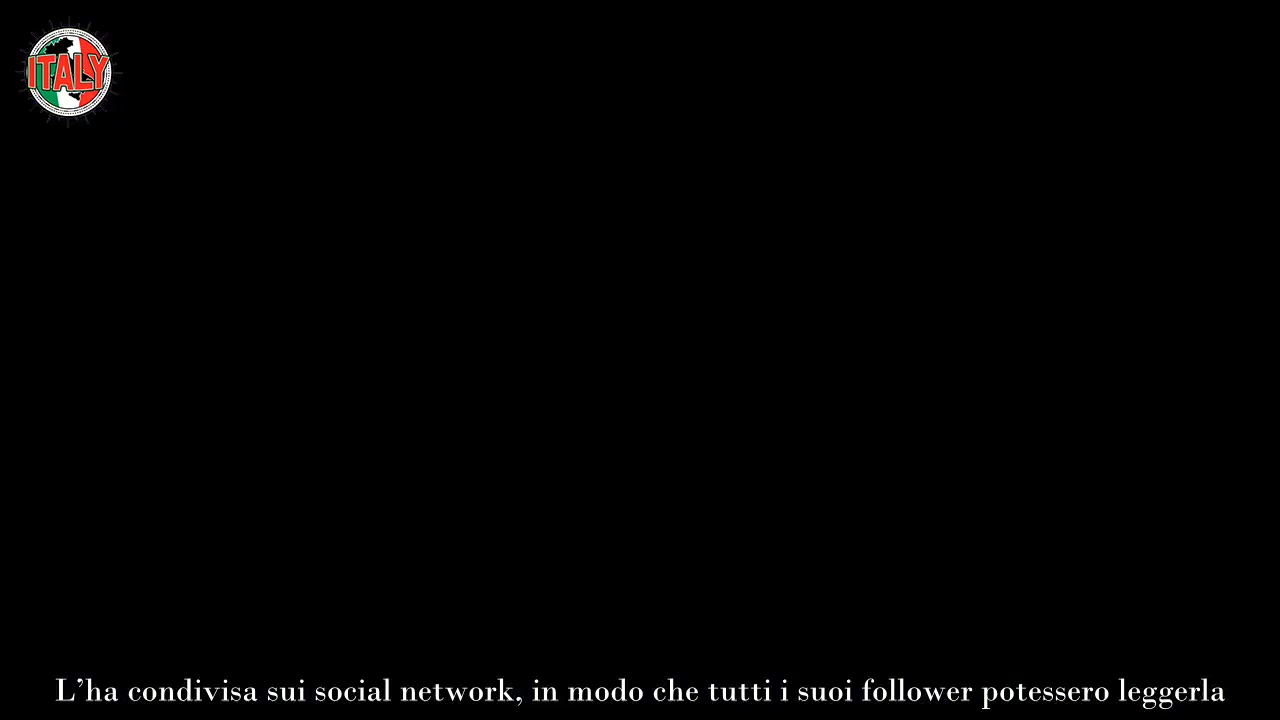 ITALY
L’ha condivisa sui social network, in modo che tutti i suoi follower potessero leggerla